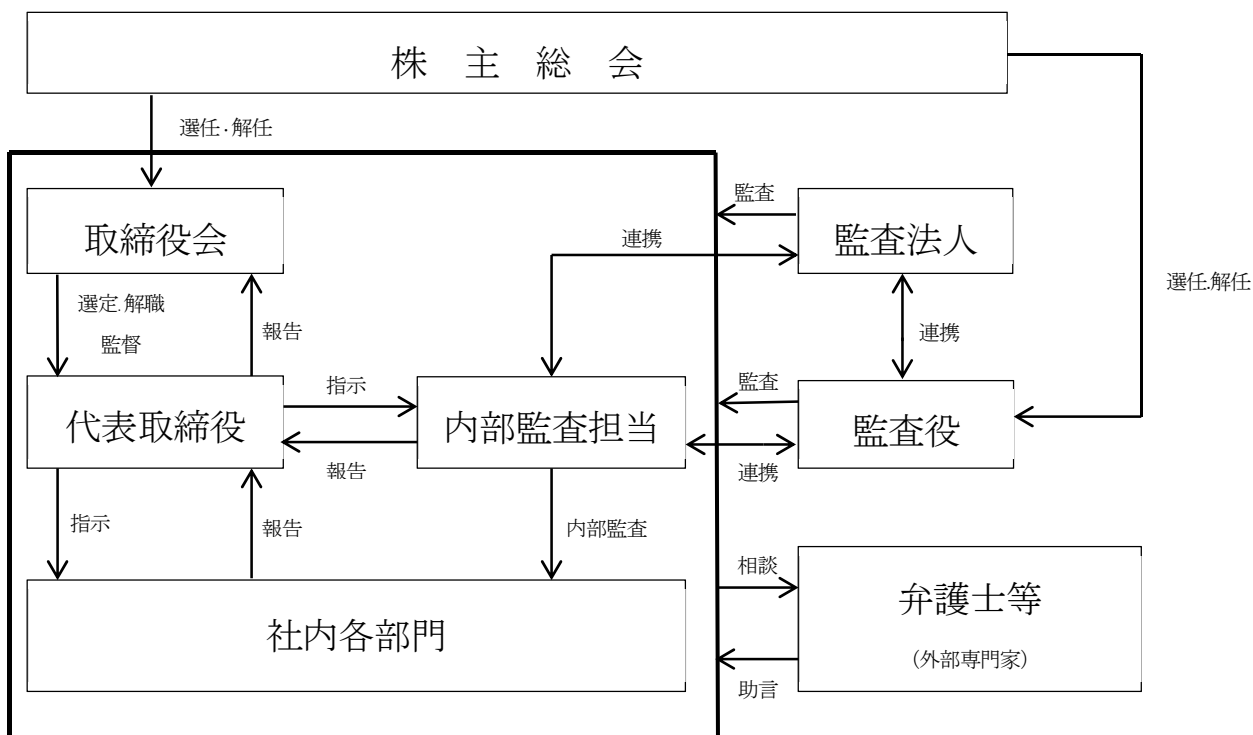 株 主 総 会
選任・解任
取締役会
監査
監査法人
連携
選任.解任
選定.解職
監督
報告
連携
代表取締役
指示
報告
内部監査担当
監査
連携
監査役
指示
報告
内部監査
社内各部門
相談
弁護士等
(外部専門家)
助言